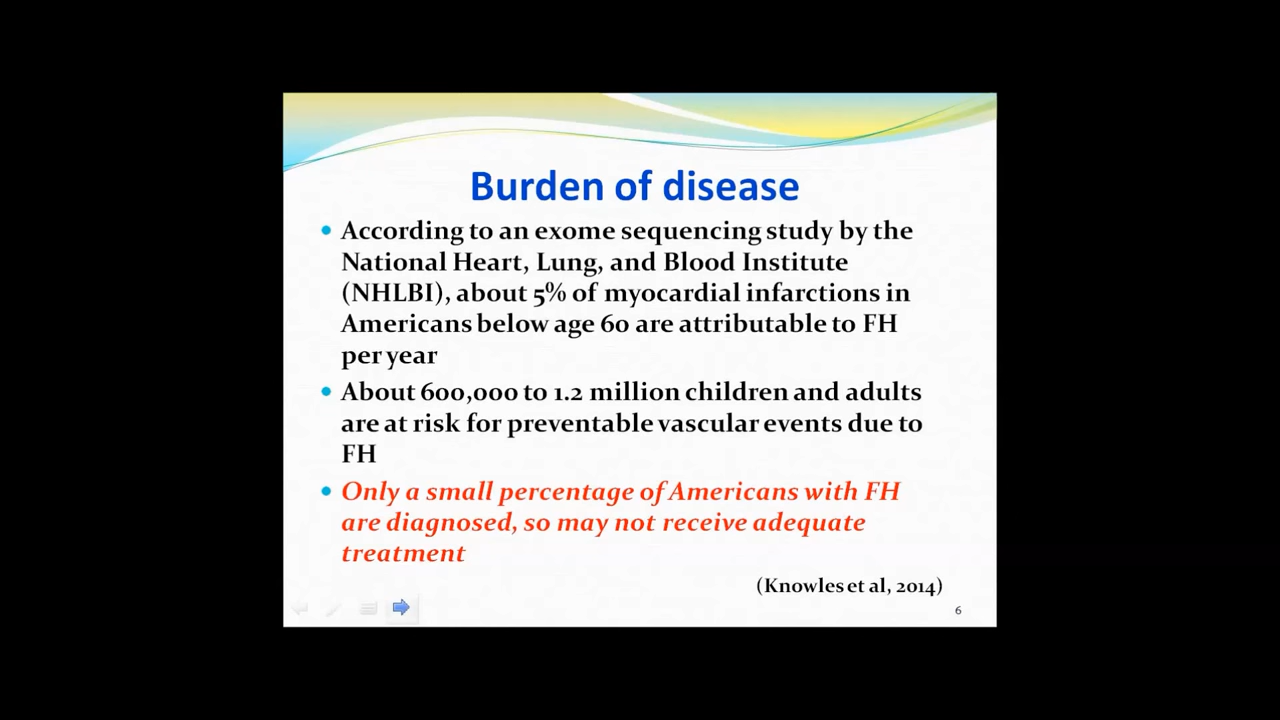 Burden of disease
• According to an exome sequencing study by the
National Heart, Lung, and Blood Institute
(NHLBI), about 5% of myocardial infarctions in
Americans below age 60 are attributable to FH
per year
• About 600,000 to 1.2 million children and adults
are at risk for preventable vascular events due to
FH
• Only a small percentage of Americans with FH
are diagnosed, so may not receive adequate
treatment
(Knowles et al, 2014)
6